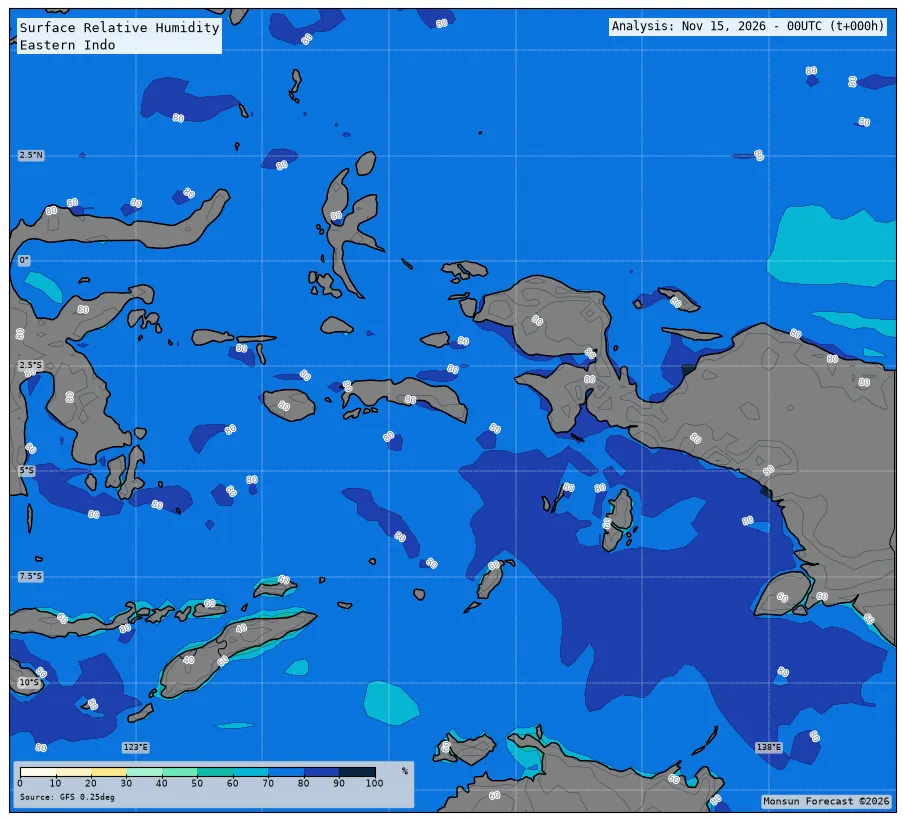 Surface Relative Humidity
Eastern Indo
Analysis: Nov 15, 2026 - 00UTC (t+000h)
2.5°N
0°
2.5°S
5°S
7.5°S
10°S
123°E
138°E
%
0 10 20 30 40 50 60 70 80 90 100
Source: GFS 0.25deg
Monsun Forecast ©2026